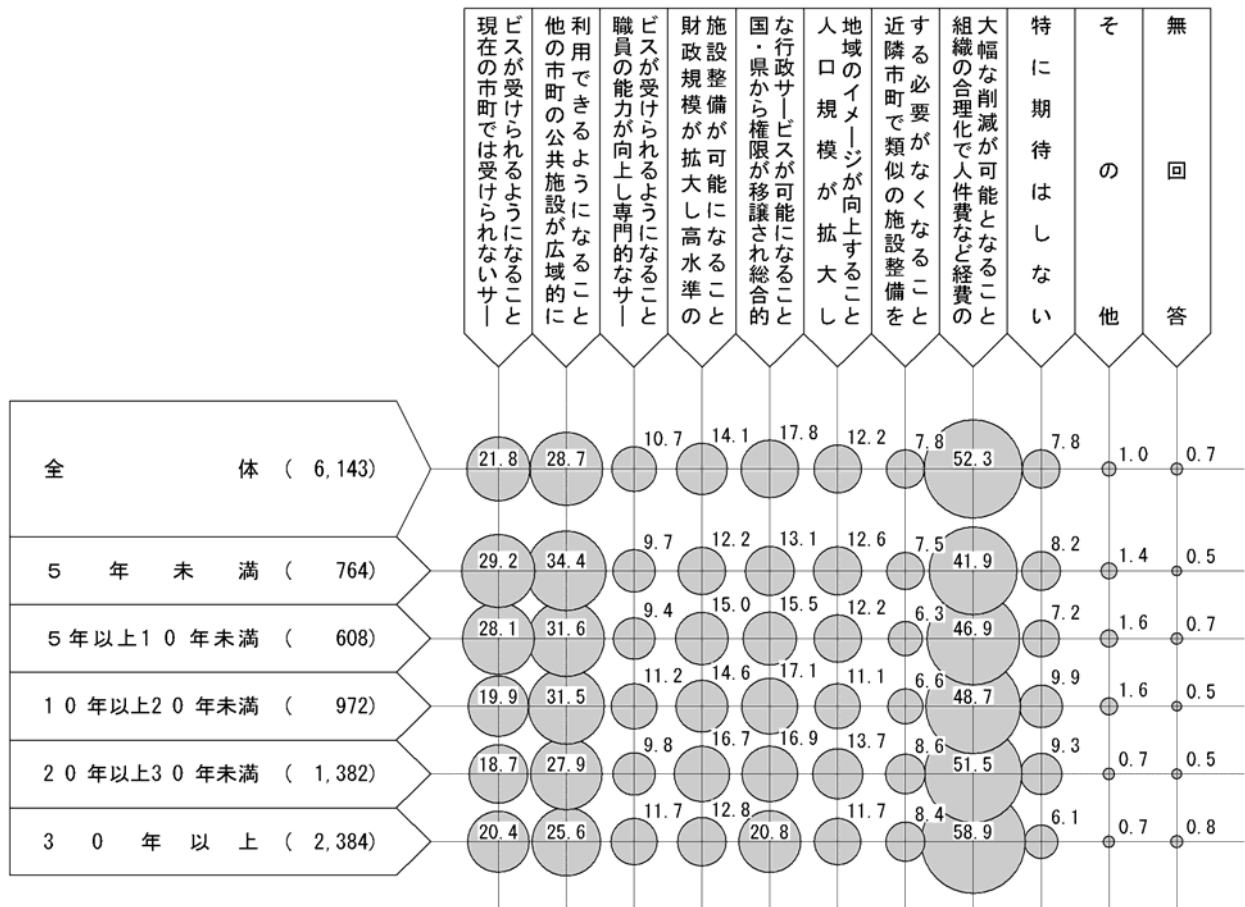 現在の市町では受けられないサー
ビスが受けられるようになること
他の市町の公共施設が広域的に
利用できるようになること
職員の能力が向上し専門的なサー
ビスが受けられるようになること
財政規模が拡大し高水準の
施設整備が可能になること
国・県から権限が移譲され総合的
な行政サービスが可能になること
人口規模が拡大し
地域のイメージが向上すること
近隣市町で類似の施設整備を
する必要がなくなること
組織の合理化で人件費など経費の
大幅な削減が可能となること
特に期待はしない
その他
無回答
全体 ( 6,143) 21.8 28.7 10.7 14.1 17.8 12.2 7.8 52.3 7.8 1.0 0.7
5年未満 ( 764) 29.2 34.4 9.7 12.2 13.1 12.6 7.5 41.9 8.2 1.4 0.5
5年以上10年未満 ( 608) 28.1 31.6 9.4 15.0 15.5 12.2 6.3 46.9 7.2 1.6 0.7
10年以上20年未満 ( 972) 19.9 31.5 11.2 14.6 17.1 11.1 6.6 48.7 9.9 1.6 0.5
20年以上30年未満 ( 1,382) 18.7 27.9 9.8 16.7 16.9 13.7 8.6 51.5 9.3 0.7 0.5
30年以上 ( 2,384) 20.4 25.6 11.7 12.8 20.8 11.7 8.4 58.9 6.1 0.7 0.8